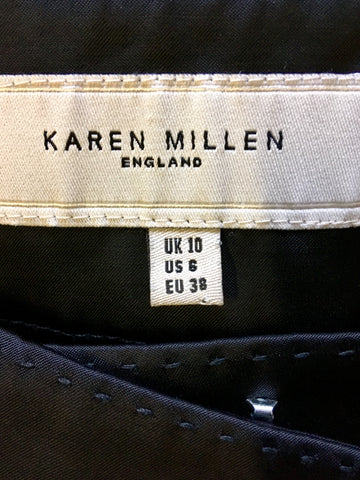 KAREN MILLEN
ENGLAND
UK 10
US 6
EU 38